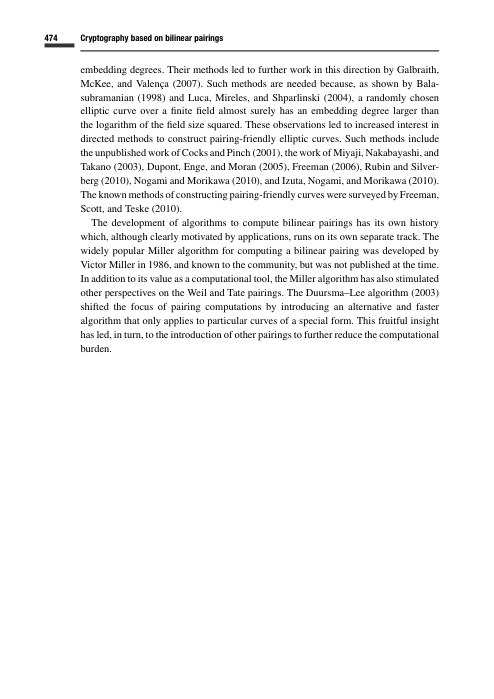 474 Cryptography based on bilinear pairings
embedding degrees. Their methods led to further work in this direction by Galbraith,
McKee, and Valença (2007). Such methods are needed because, as shown by Bala-
subramanian (1998) and Luca, Mireles, and Shparlinski (2004), a randomly chosen
elliptic curve over a finite field almost surely has an embedding degree larger than
the logarithm of the field size squared. These observations led to increased interest in
directed methods to construct pairing-friendly elliptic curves. Such methods include
the unpublished work of Cocks and Pinch (2001), the work of Miyaji, Nakabayashi, and
Takano (2003), Dupont, Enge, and Moran (2005), Freeman (2006), Rubin and Silver-
berg (2010), Nogami and Morikawa (2010), and Izuta, Nogami, and Morikawa (2010).
The known methods of constructing pairing-friendly curves were surveyed by Freeman,
Scott, and Teske (2010).
The development of algorithms to compute bilinear pairings has its own history
which, although clearly motivated by applications, runs on its own separate track. The
widely popular Miller algorithm for computing a bilinear pairing was developed by
Victor Miller in 1986, and known to the community, but was not published at the time.
In addition to its value as a computational tool, the Miller algorithm has also stimulated
other perspectives on the Weil and Tate pairings. The Duursma–Lee algorithm (2003)
shifted the focus of pairing computations by introducing an alternative and faster
algorithm that only applies to particular curves of a special form. This fruitful insight
has led, in turn, to the introduction of other pairings to further reduce the computational
burden.